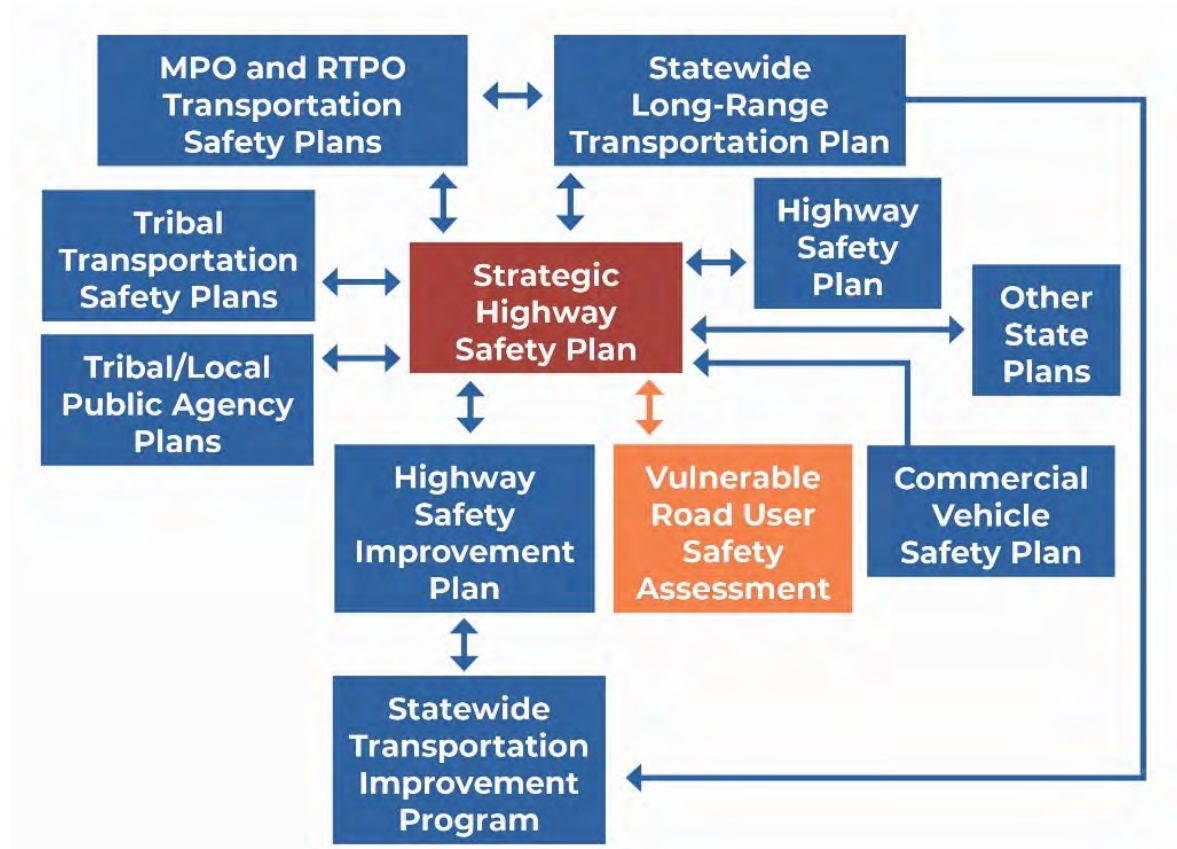 MPO and RTPO
Transportation
Safety Plans
Statewide
Long-Range
Transportation Plan
Tribal
Transportation
Safety Plans
Strategic
Highway
Safety Plan
Highway
Safety
Plan
Other
State
Plans
Tribal/Local
Public Agency
Plans
Highway
Safety
Improvement
Plan
Vulnerable
Road User
Safety
Assessment
Commercial
Vehicle
Safety Plan
Statewide
Transportation
Improvement
Program